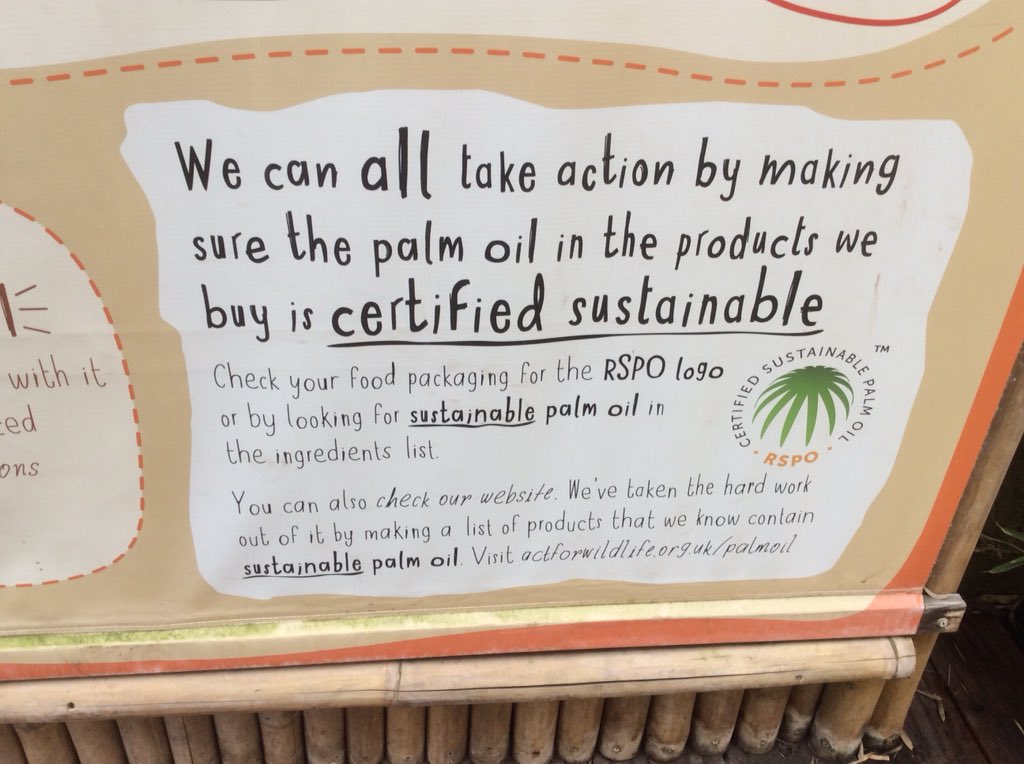 We can all take action by making
sure the palm oil in the products we
buy is certified sustainable
Check your food packaging for the RSPO logo
or by looking for sustainable palm oil in
the ingredients list.
CERTIFIED SUSTAINABLE PALM OIL ™
RSPO
You can also check our website. We've taken the hard work
out of it by making a list of products that we know contain
sustainable palm oil. Visit actforwildlife.org.uk/palmoil
with it